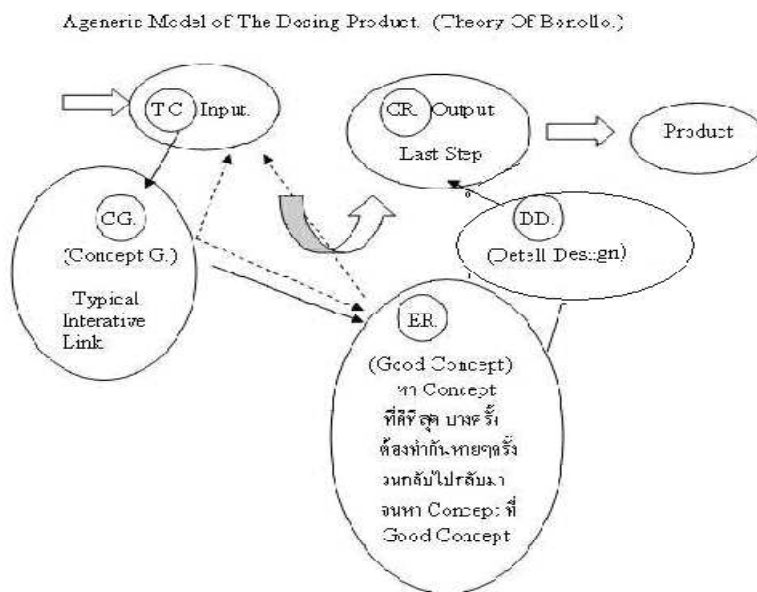 Ageneric Model of The Dosing Product. (Theory Of Bonollo.)
TC. Input.
CR. Output
Last Step
Product
CG.
(Concept G.)
Typical
Interative
Link
DD.
(Detell Design)
ER.
(Good Concept)
หา Concept
ที่ดีที่สุด บางครั้ง
ต้องทำกันหายๆครั้ง
วนกลับไปกลับมา
จนหา Concept ที่
Good Concept